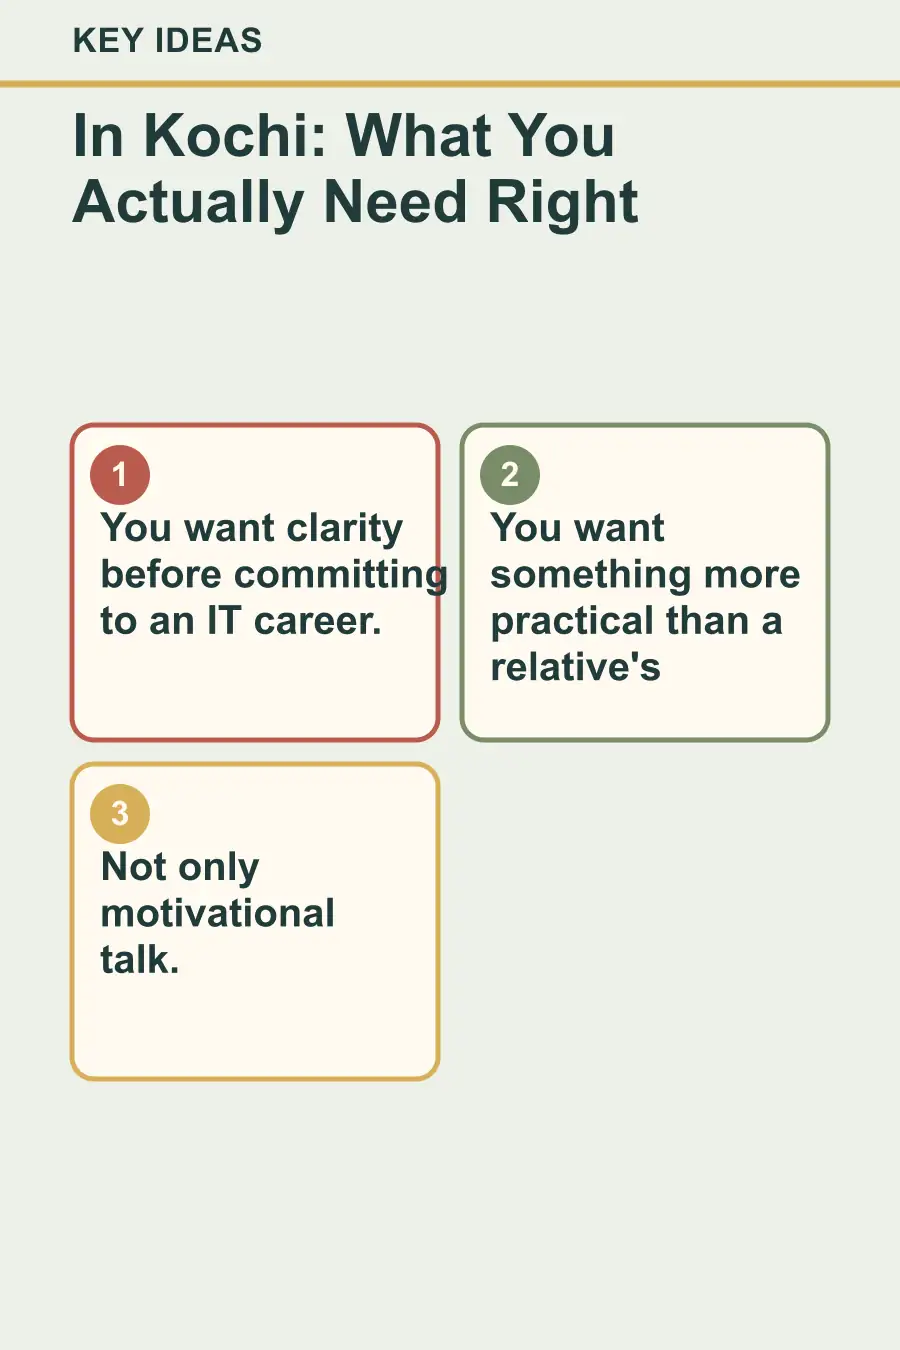 KEY IDEAS
In Kochi: What You
Actually Need Right
1
You want clarity
before committing
to an IT career.
2
You want
something more
practical than a
relative's
3
Not only
motivational
talk.